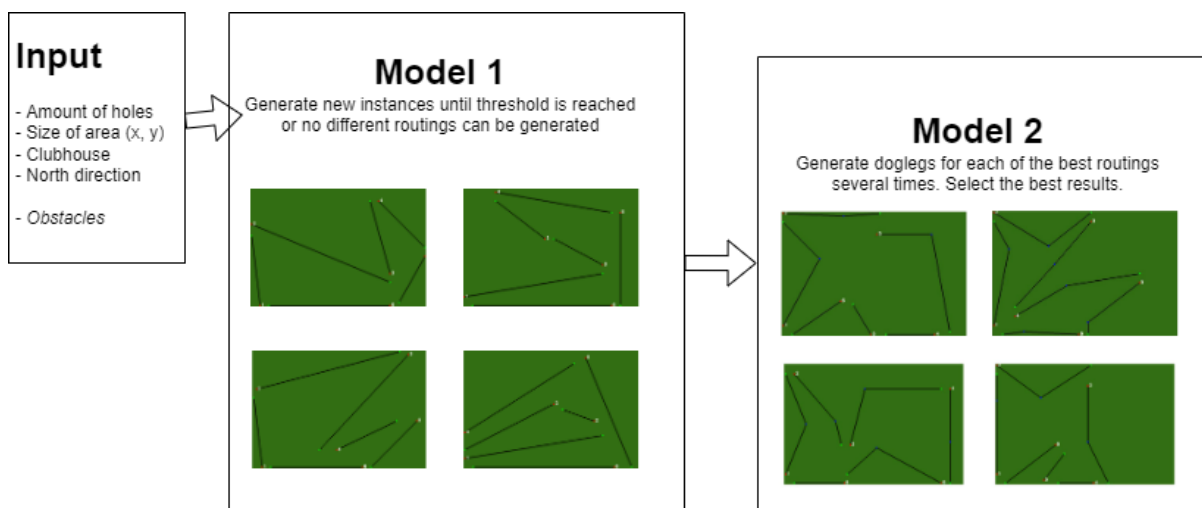 Input
- Amount of holes
- Size of area (x, y)
- Clubhouse
- North direction
- Obstacles
Model 1
Generate new instances until threshold is reached
or no different routings can be generated
Model 2
Generate doglegs for each of the best routings
several times. Select the best results.